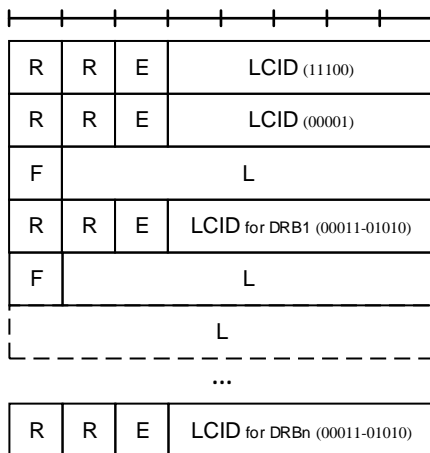 R R E LCID (11100)
R R E LCID (00001)
F L
R R E LCID for DRB1 (00011-01010)
F L
L
...
R R E LCID for DRBn (00011-01010)